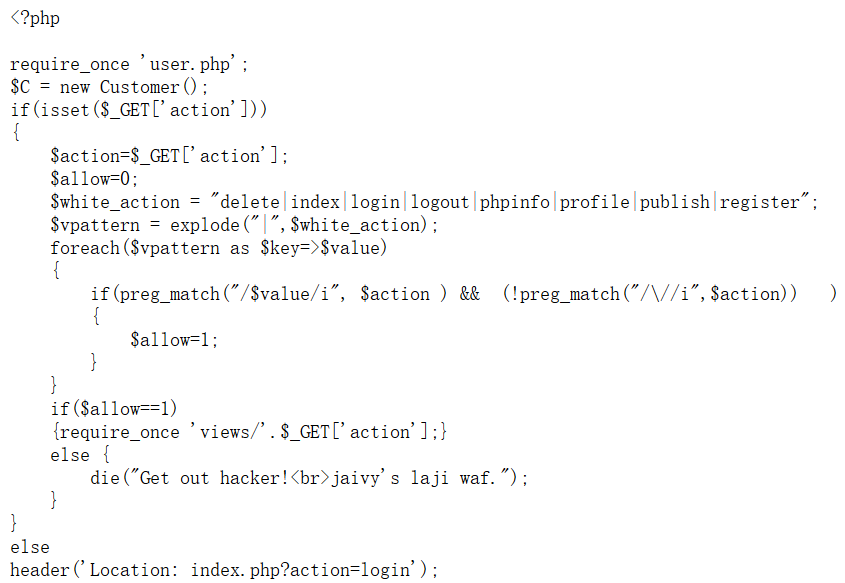 <?php
require_once 'user.php';
$C = new Customer();
if(isset($_GET['action']))
{
    $action=$_GET['action'];
    $allow=0;
    $white_action = "delete|index|login|logout|phpinfo|profile|publish|register";
    $vpattern = explode("|",$white_action);
    foreach($vpattern as $key=>$value)
    {
        if(preg_match("/$value/i", $action ) &&  (!preg_match("/\//i",$action))   )
        {
            $allow=1;
        }
    }
    if($allow==1)
    {require_once 'views/'.$_GET['action'];}
    else {
        die("Get out hacker!<br>jaivy's laji waf.");
    }
}
else
header('Location: index.php?action=login');